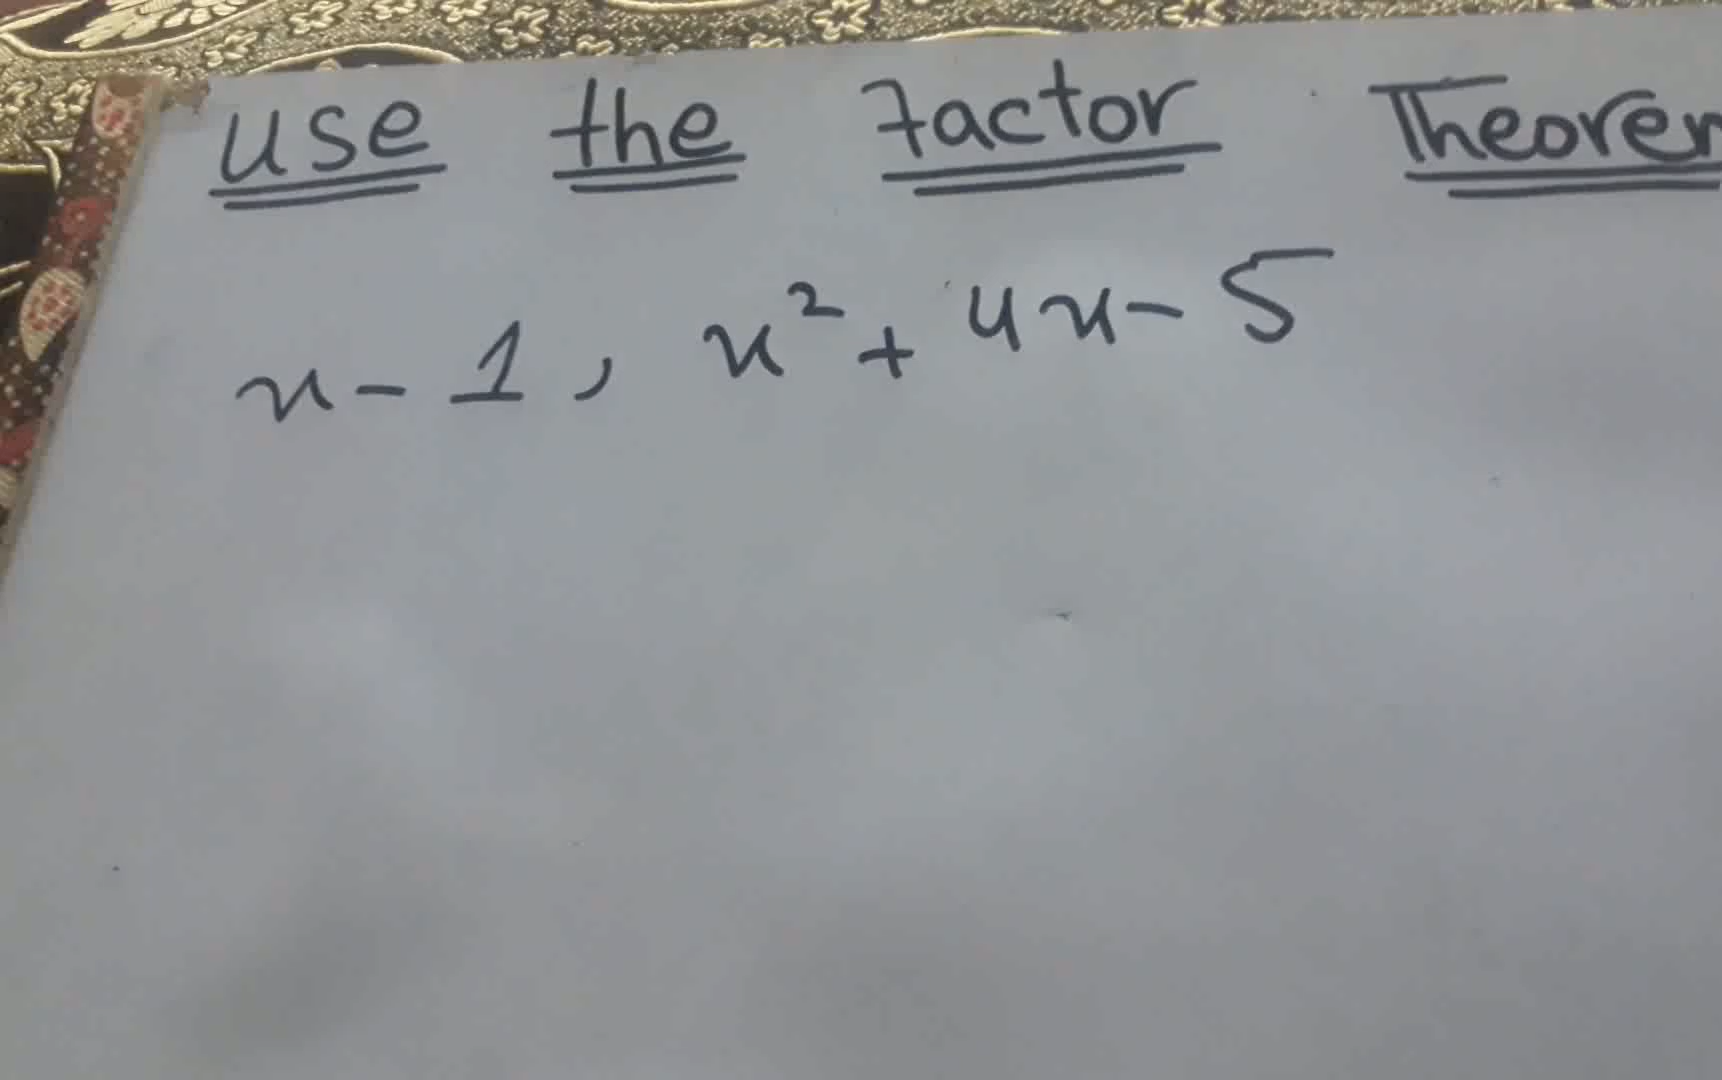 use the Factor Theorem
x - 1, x² + 4x - 5